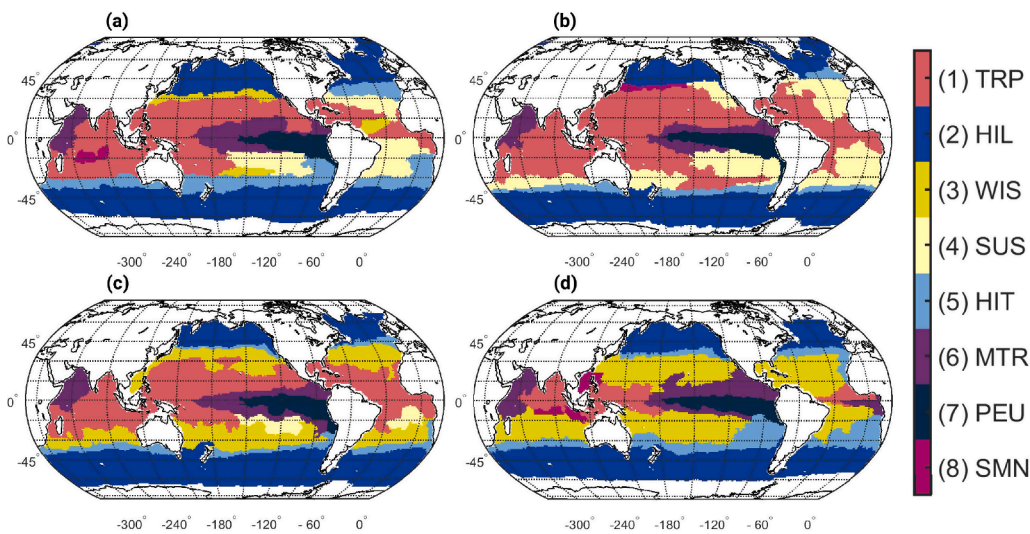 (a) (b)
45° 45°
0° 0°
-45° -45°
-300° -240° -180° -120° -60° 0° -300° -240° -180° -120° -60° 0°
(c) (d)
45° 45°
0° 0°
-45° -45°
-300° -240° -180° -120° -60° 0° -300° -240° -180° -120° -60° 0°
(1) TRP
(2) HIL
(3) WIS
(4) SUS
(5) HIT
(6) MTR
(7) PEU
(8) SMN